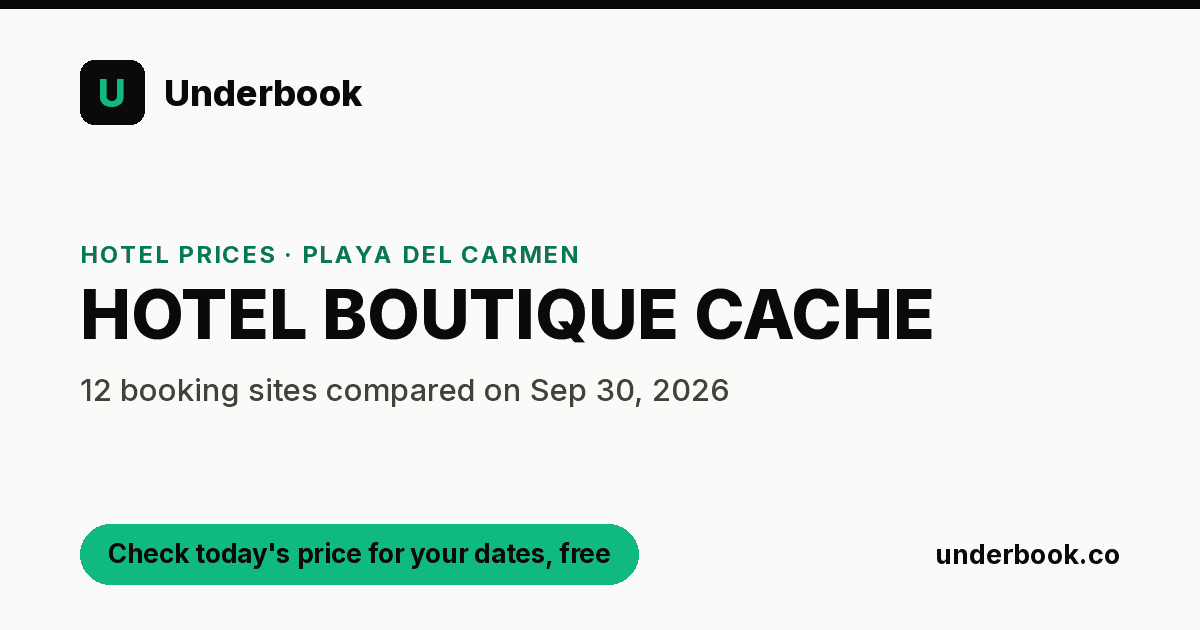 U Underbook
HOTEL PRICES · PLAYA DEL CARMEN
HOTEL BOUTIQUE CACHE
12 booking sites compared on Sep 30, 2026
Check today's price for your dates, free
underbook.co